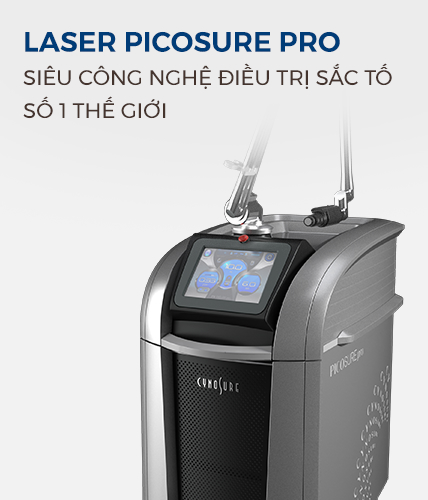 LASER PICOSURE PRO
SIÊU CÔNG NGHỆ ĐIỀU TRỊ SẮC TỐ
SỐ 1 THẾ GIỚI
CYNOSURE
PICOSURE pro